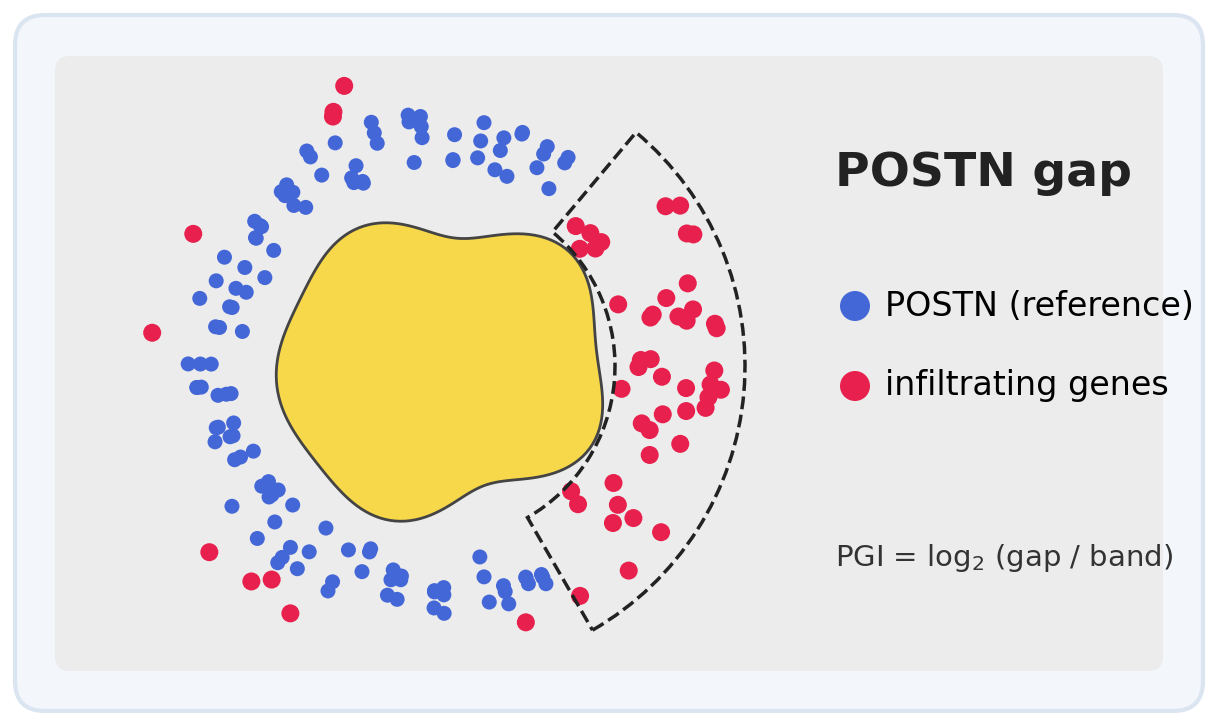 POSTN gap
POSTN (reference)
infiltrating genes
PGI = log₂ (gap / band)